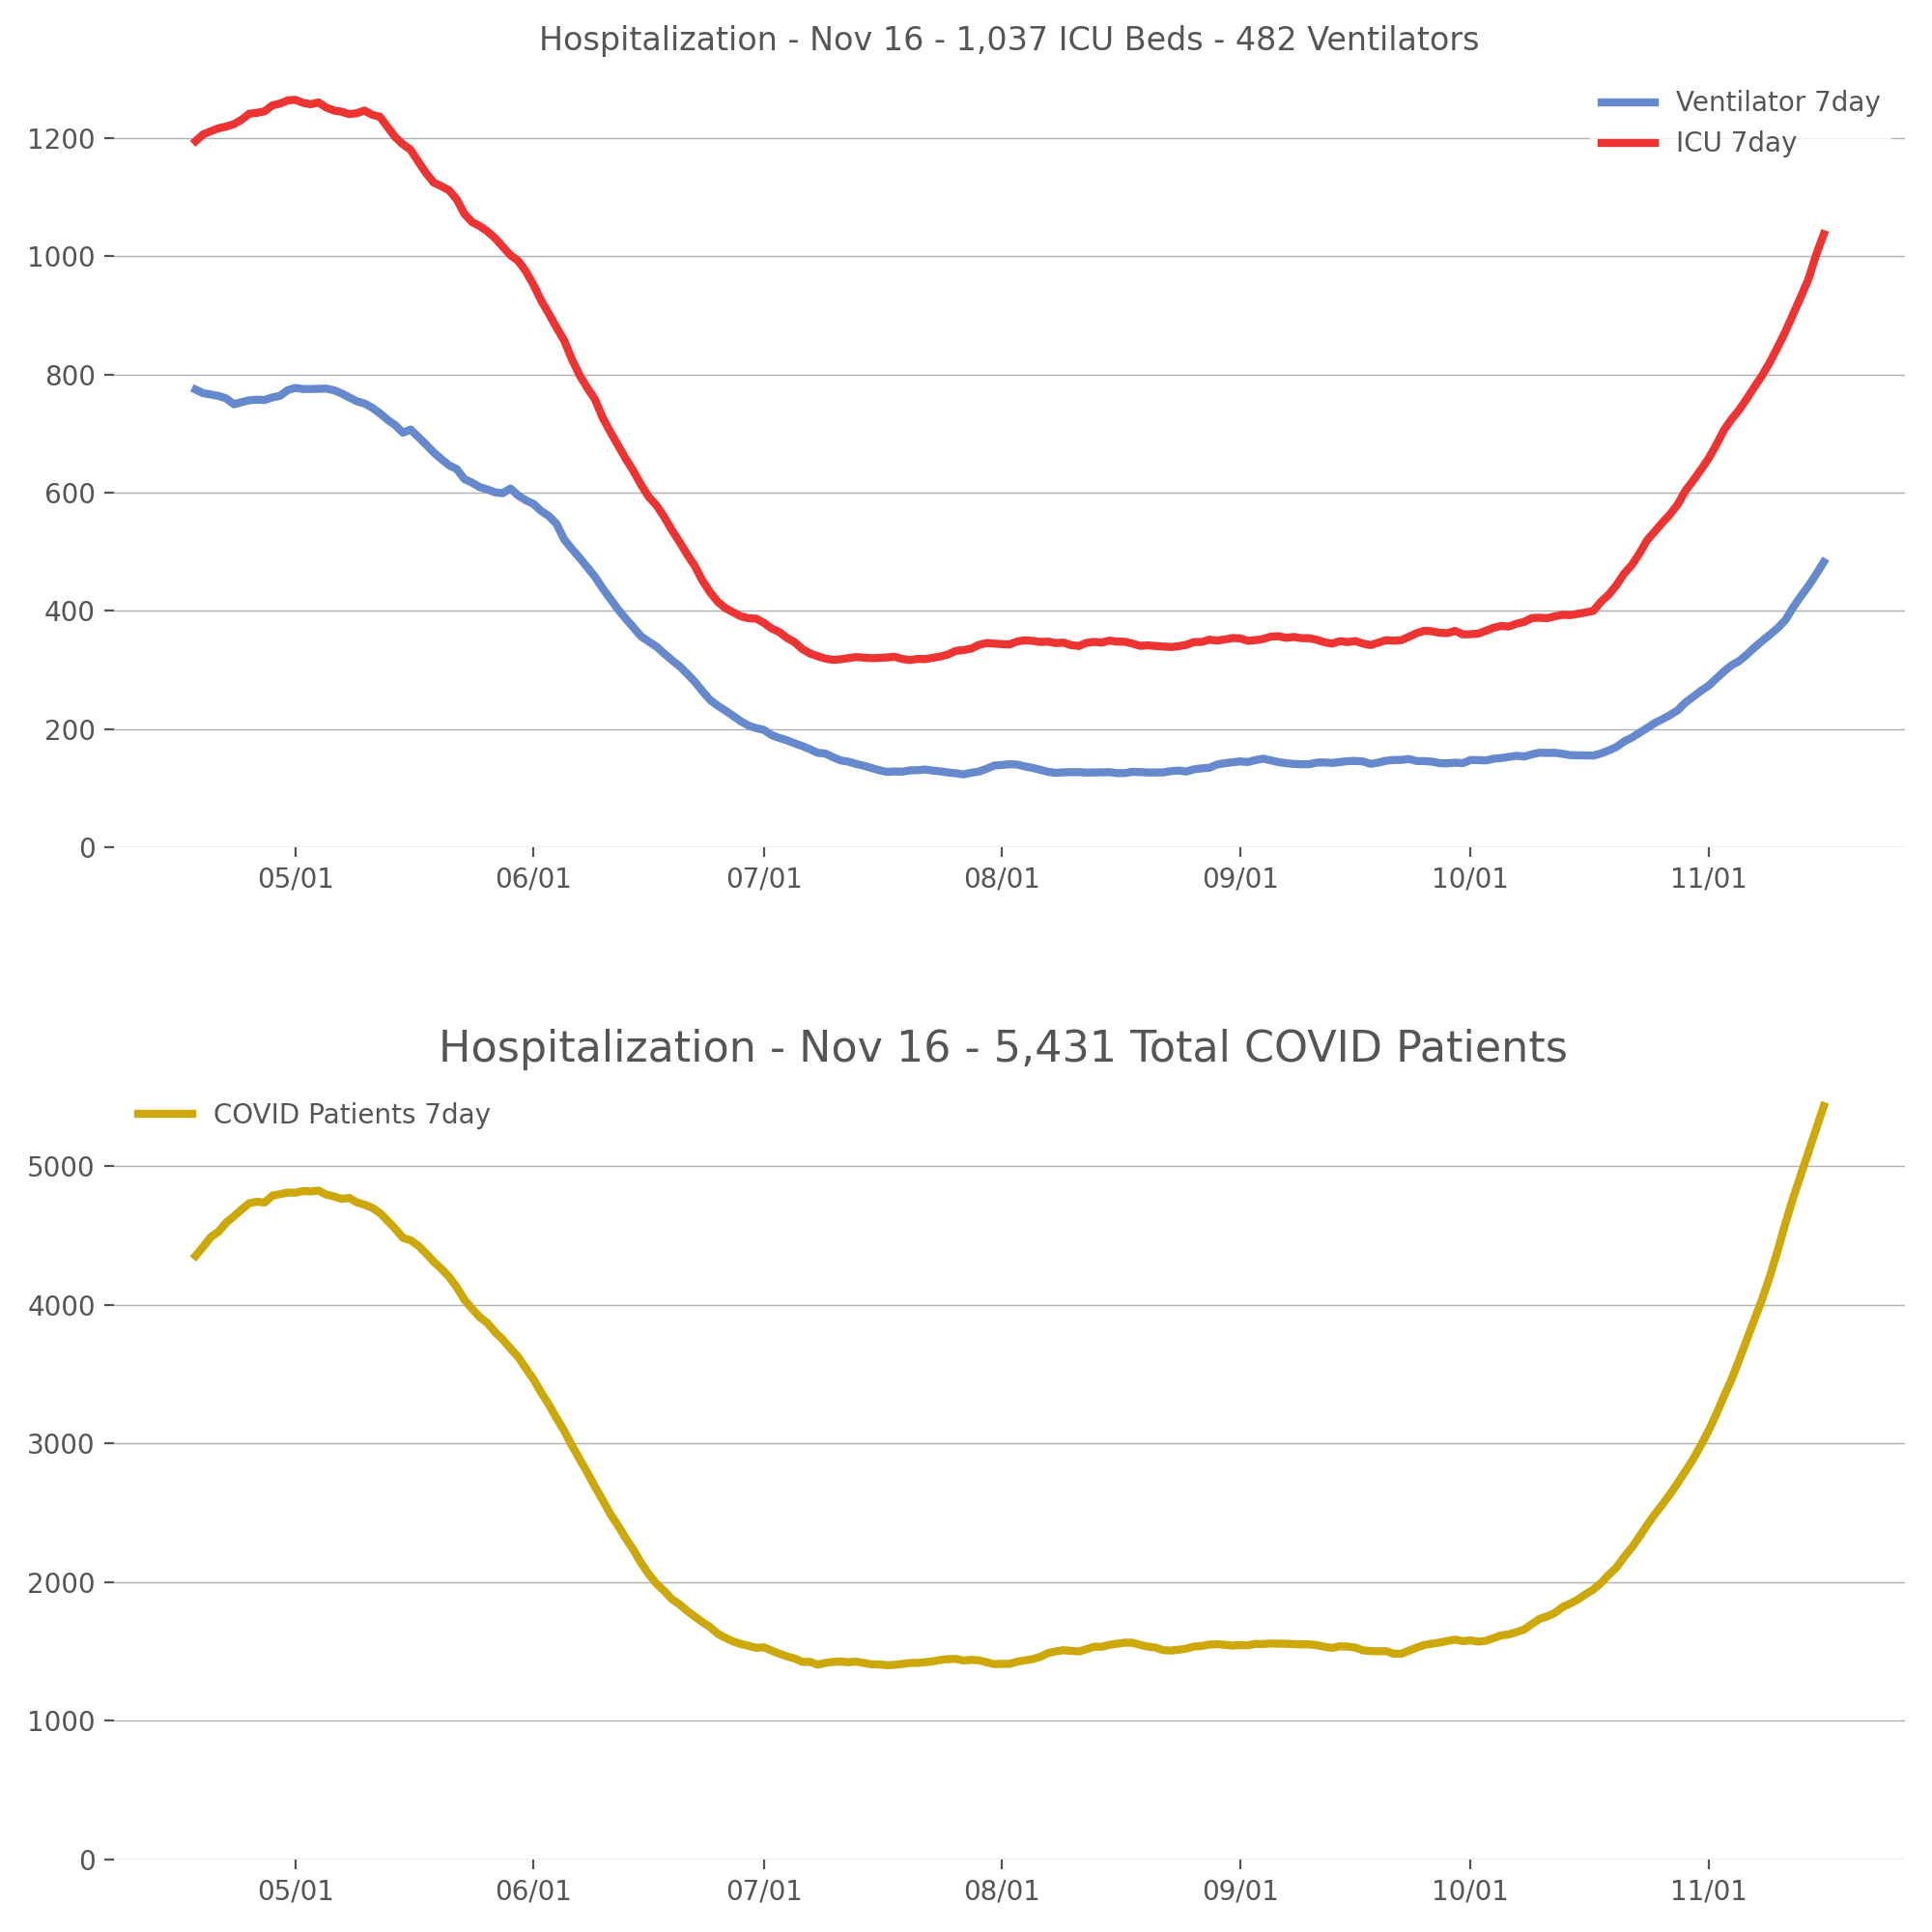 Hospitalization - Nov 16 - 1,037 ICU Beds - 482 Ventilators
Ventilator 7day
ICU 7day
1200
1000
800
600
400
200
0
05/01 06/01 07/01 08/01 09/01 10/01 11/01
Hospitalization - Nov 16 - 5,431 Total COVID Patients
COVID Patients 7day
5000
4000
3000
2000
1000
0
05/01 06/01 07/01 08/01 09/01 10/01 11/01